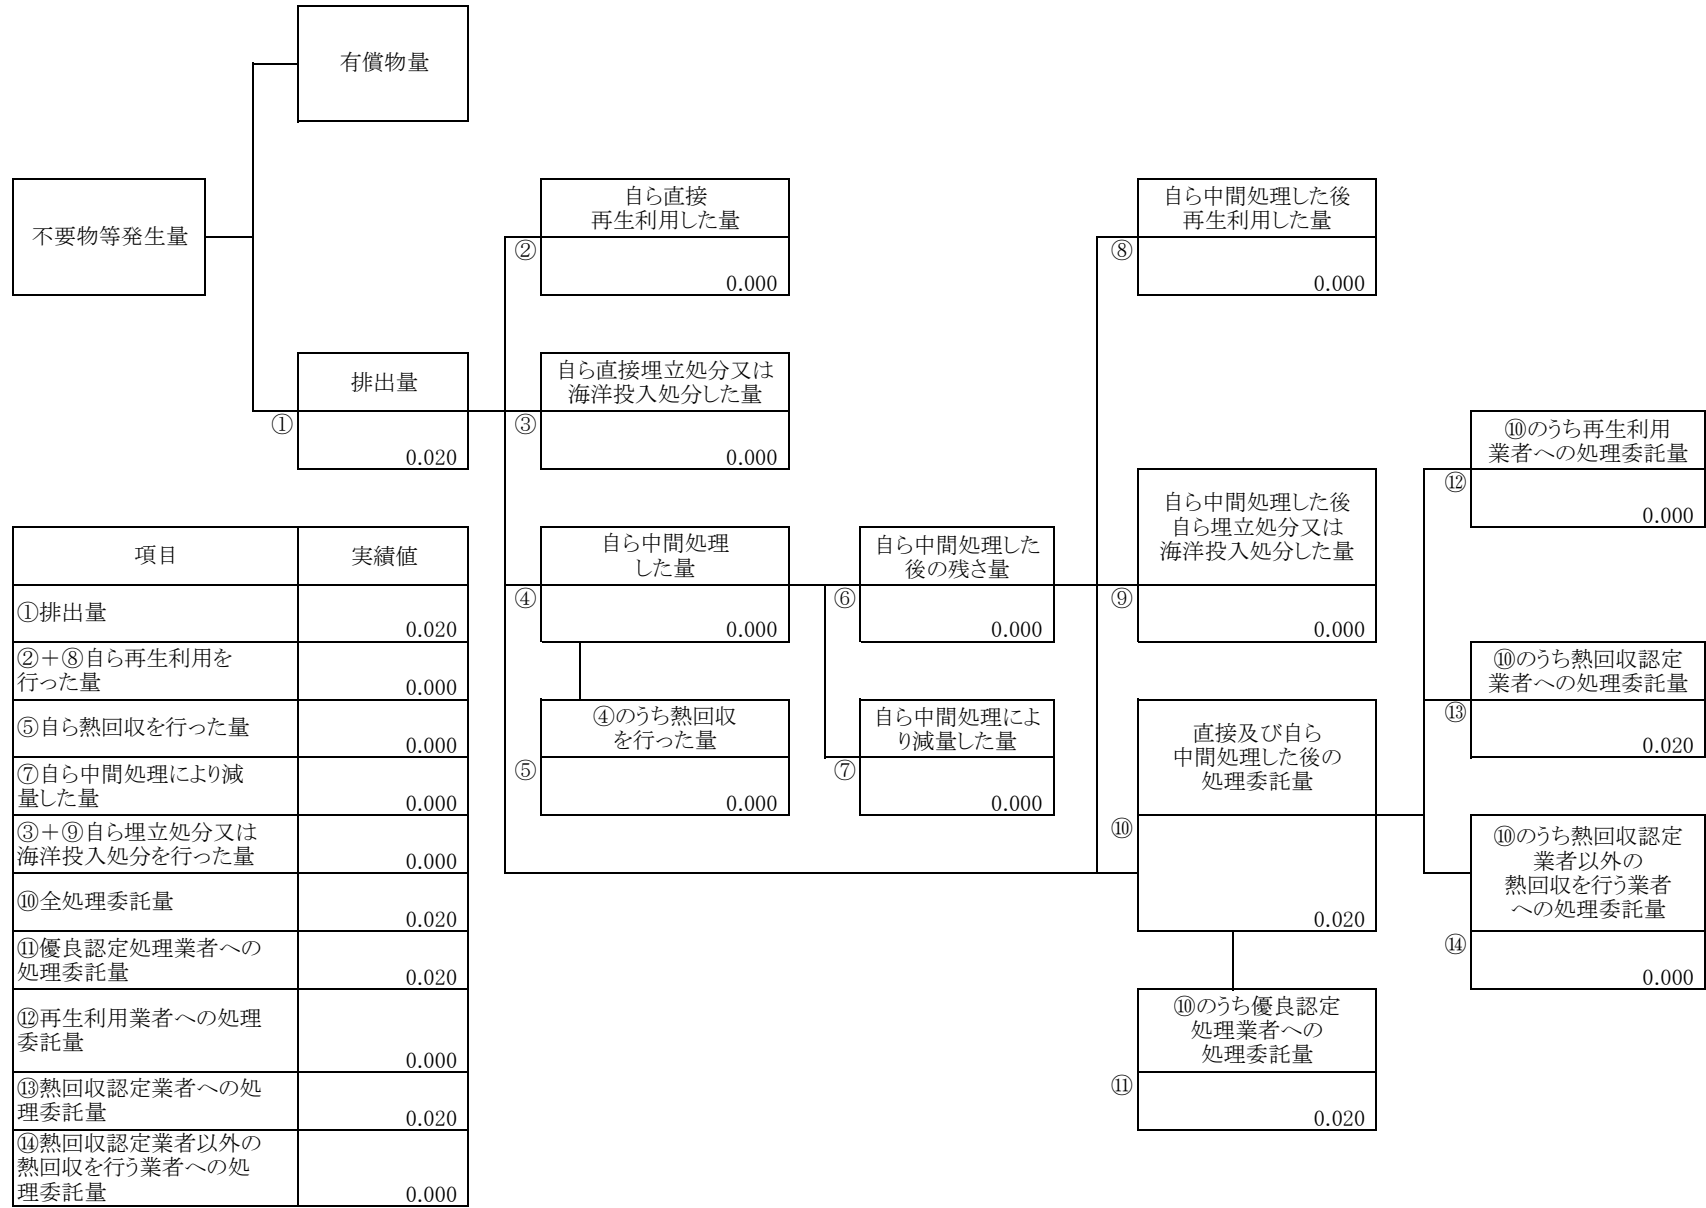 有償物量
不要物等発生量
自ら直接
再生利用した量
②
0.000
自ら中間処理した後
再生利用した量
⑧
0.000
排出量
①
0.020
自ら直接埋立処分又は
海洋投入処分した量
③
0.000
⑩のうち再生利用
業者への処理委託量
⑫
0.000
自ら中間処理した後
自ら埋立処分又は
海洋投入処分した量
⑨
0.000
自ら中間処理
した量
④
0.000
自ら中間処理した
後の残さ量
⑥
0.000
⑩のうち熱回収認定
業者への処理委託量
⑬
0.020
④のうち熱回収
を行った量
⑤
0.000
自ら中間処理によ
り減量した量
⑦
0.000
直接及び自ら
中間処理した後の
処理委託量
⑩
0.020
⑩のうち熱回収認定
業者以外の
熱回収を行う業者
への処理委託量
⑭
0.000
⑩のうち優良認定
処理業者への
処理委託量
⑪
0.020
項目 実績値
①排出量
0.020
②＋⑧自ら再生利用を
行った量
0.000
⑤自ら熱回収を行った量
0.000
⑦自ら中間処理により減
量した量
0.000
③＋⑨自ら埋立処分又は
海洋投入処分を行った量
0.000
⑩全処理委託量
0.020
⑪優良認定処理業者への
処理委託量
0.020
⑫再生利用業者への処理
委託量
0.000
⑬熱回収認定業者への処
理委託量
0.020
⑭熱回収認定業者以外の
熱回収を行う業者への処
理委託量
0.000